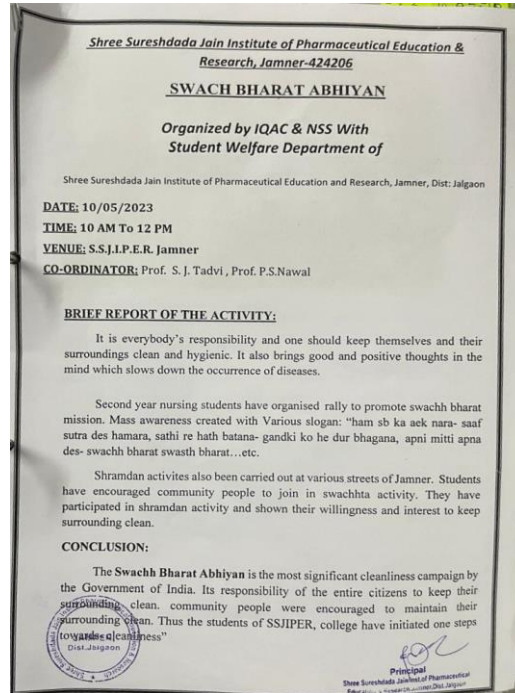 Shree Sureshdada Jain Institute of Pharmaceutical Education &
Research, Jamner-424206
SWACH BHARAT ABHIYAN
Organized by IQAC & NSS With
Student Welfare Department of
Shree Sureshdada Jain Institute of Pharmaceutical Education and Research, Jamner, Dist: Jalgaon
DATE: 10/05/2023
TIME: 10 AM To 12 PM
VENUE: S.S.J.I.P.E.R. Jamner
CO-ORDINATOR: Prof. S. J. Tadvi , Prof. P.S.Nawal
BRIEF REPORT OF THE ACTIVITY:
It is everybody's responsibility and one should keep themselves and their
surroundings clean and hygienic. It also brings good and positive thoughts in the
mind which slows down the occurrence of diseases.
Second year nursing students have organised rally to promote swachh bharat
mission. Mass awareness created with Various slogan: “ham sb ka aek nara- saaf
sutra des hamara, sathi re hath batana- gandki ko he dur bhagana, apni mitti apna
des- swachh bharat swasth bharat…etc.
Shramdan activites also been carried out at various streets of Jamner. Students
have encouraged community people to join in swachhta activity. They have
participated in shramdan activity and shown their willingness and interest to keep
surrounding clean.
CONCLUSION:
The Swachh Bharat Abhiyan is the most significant cleanliness campaign by
the Government of India. Its responsibility of the entire citizens to keep their
surrounding clean. community people were encouraged to maintain their
surrounding clean. Thus the students of SSJIPER, college have initiated one steps
towards cleanliness”
Dist.Jalgaon
Principal
Shree Sureshdada Jain Inst.of Pharmaceutical
Jamner,Dist.Jalgaon